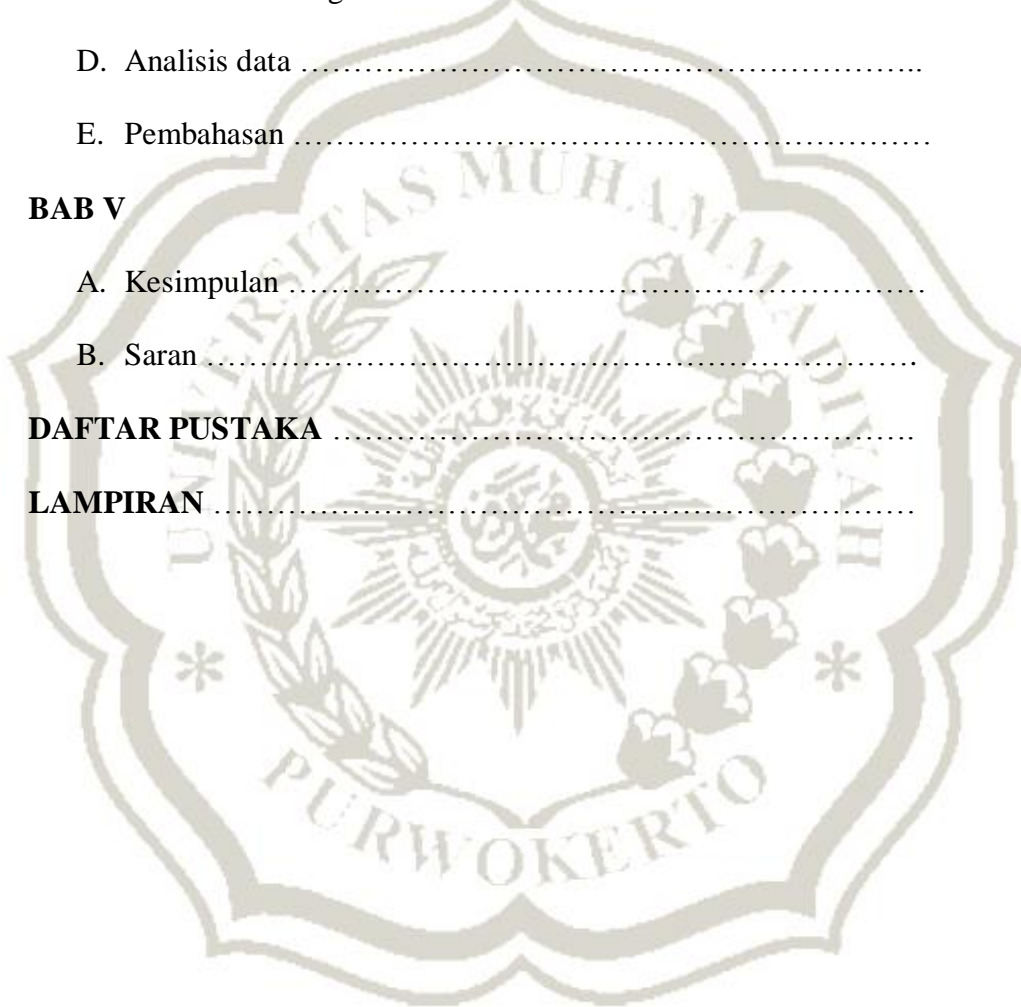 D. Analisis data …………………………………………………..
E. Pembahasan ……………………………………………………
BAB V
A. Kesimpulan ……………………………………………………
B. Saran ………………………………………………………….
DAFTAR PUSTAKA ……………………………………………….
LAMPIRAN …………………………………………………………
UNIVERSITAS MUHAMMADIYAH
PURWOKERTO